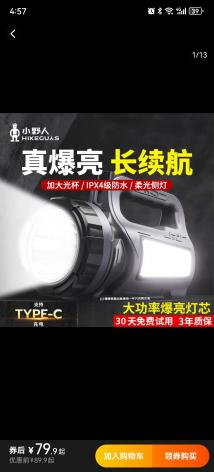 4:57
1/13
小野人
HIKEGUYS
真爆亮 长续航
加大光杯 / IPX4级防水 / 柔光侧灯
支持
TYPE-C
充电
大功率爆亮灯芯
30天免费试用 3年质保
券后 ¥79.9起
优惠前¥89.9起
加入购物车
领券购买